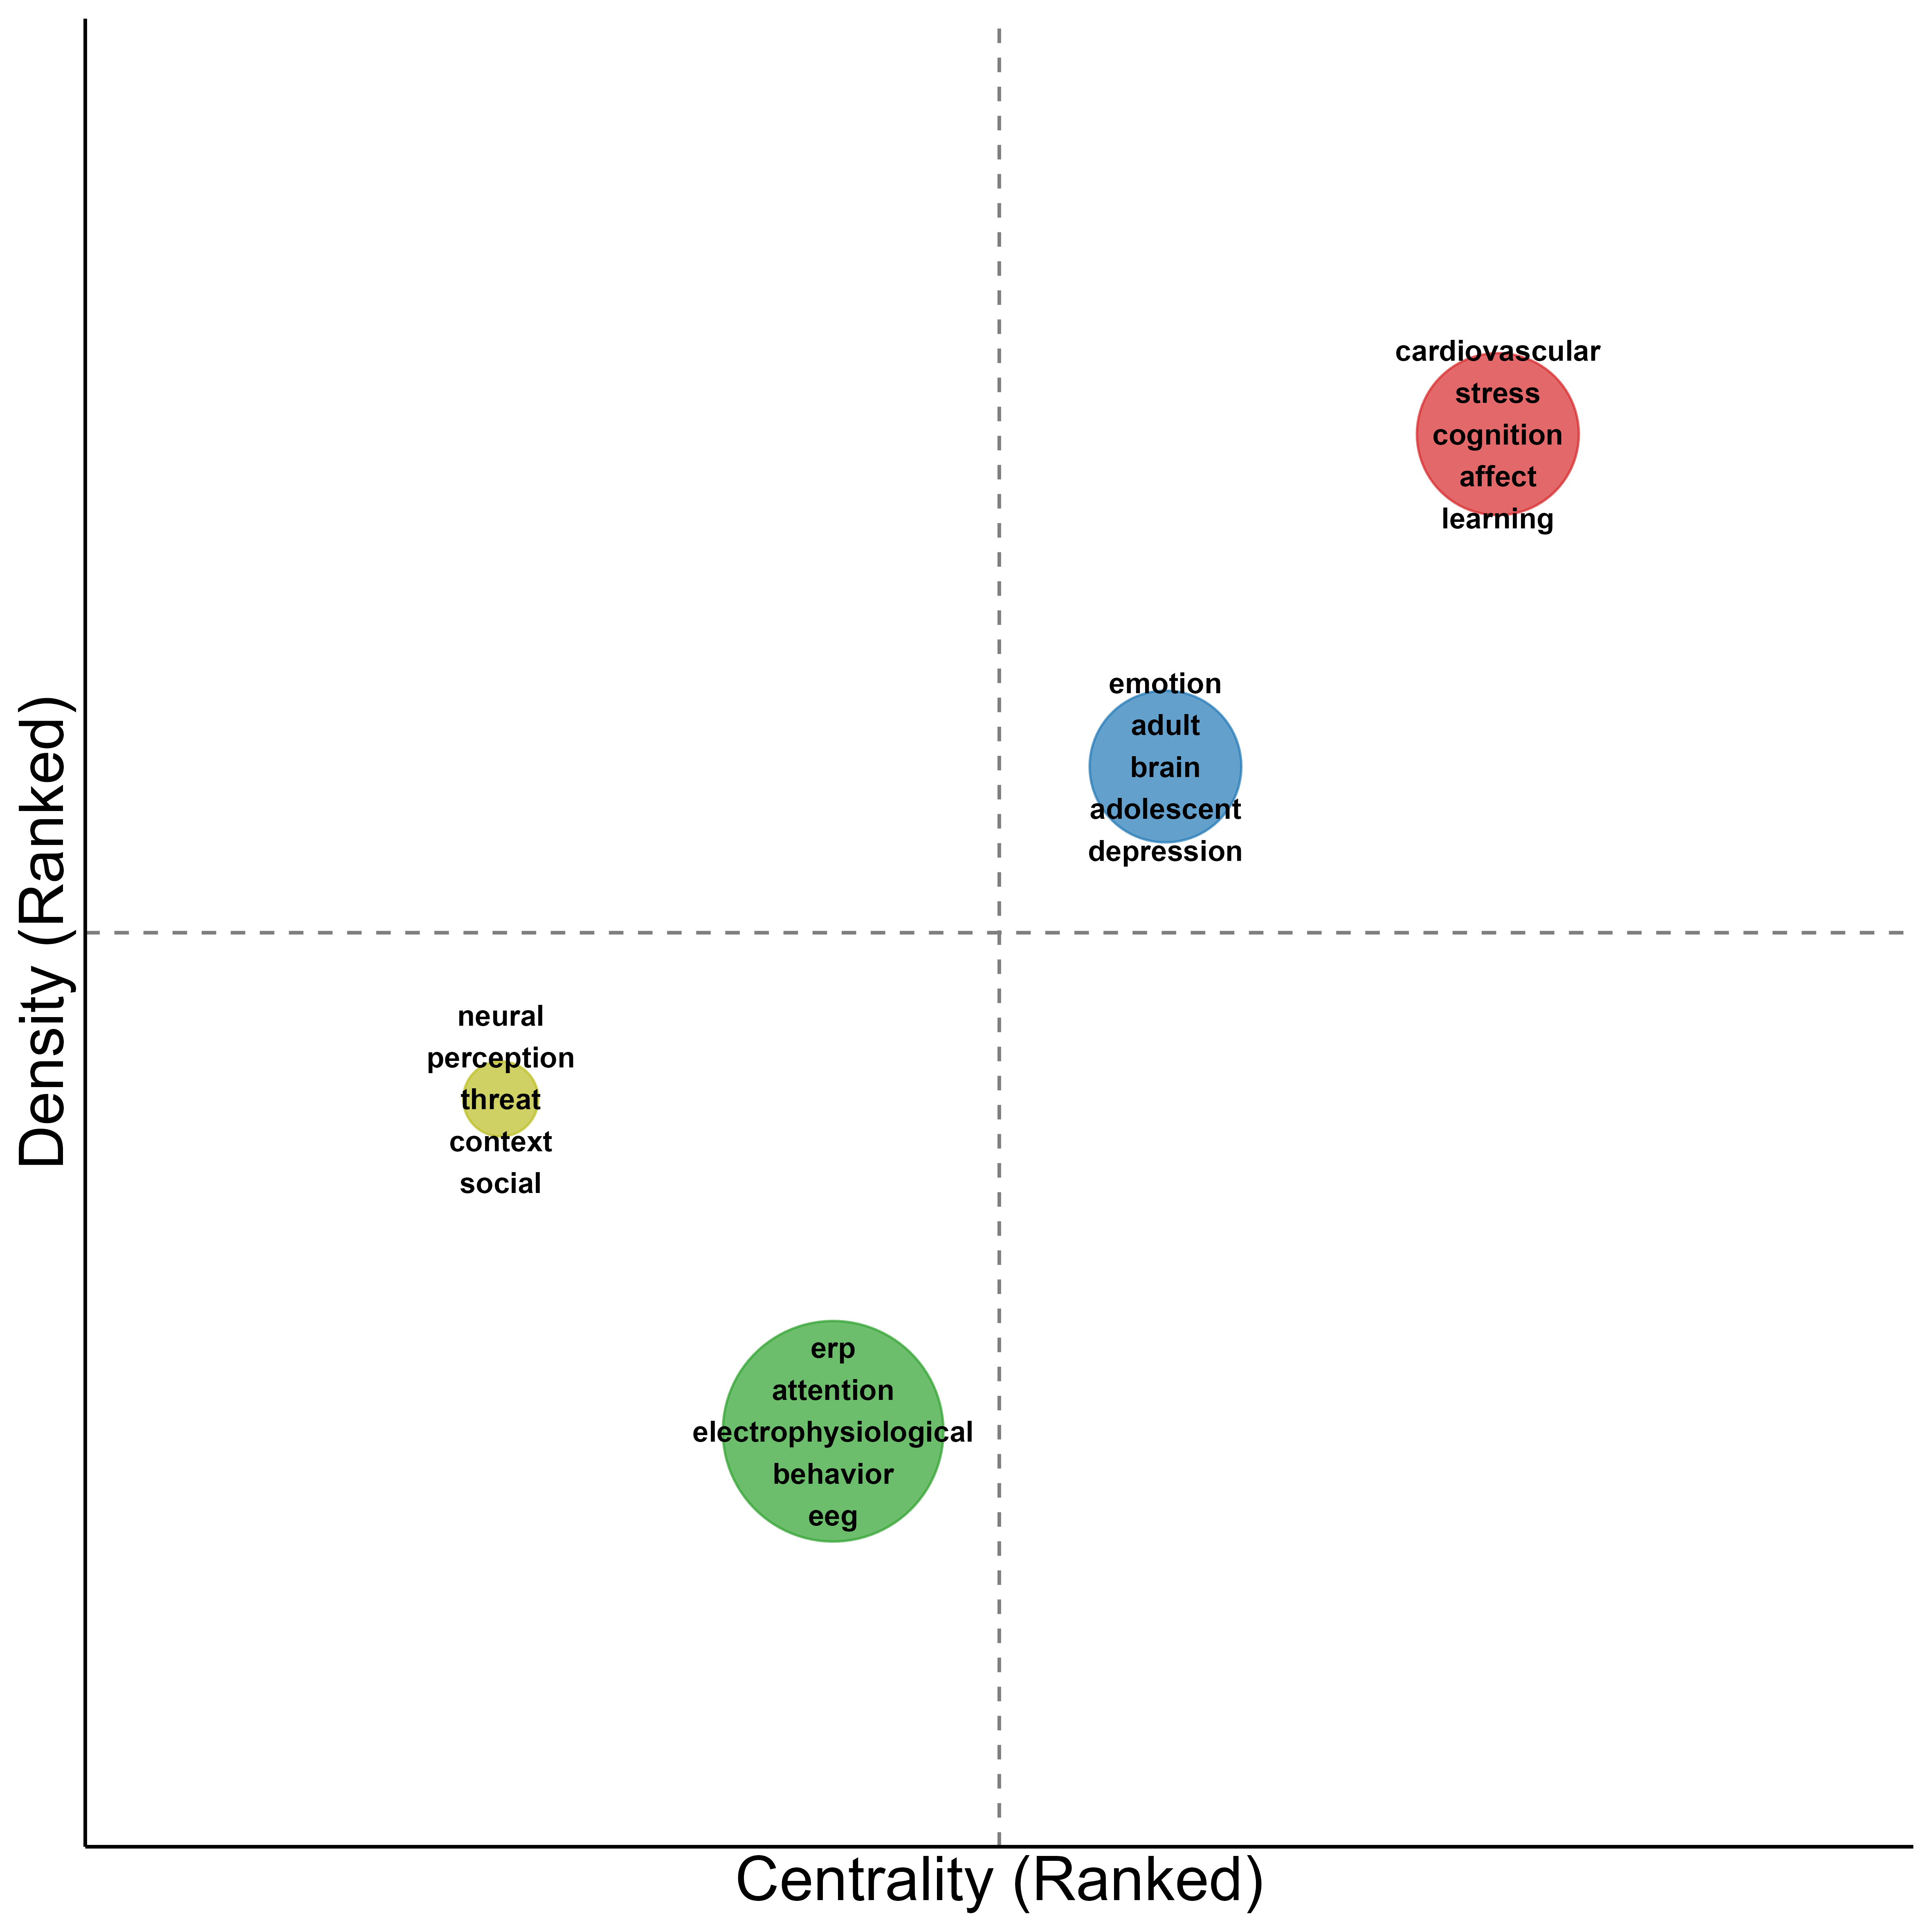 cardiovascular
stress
cognition
affect
learning
emotion
adult
brain
adolescent
depression
Density (Ranked)
neural
perception
threat
context
social
erp
attention
electrophysiological
behavior
eeg
Centrality (Ranked)